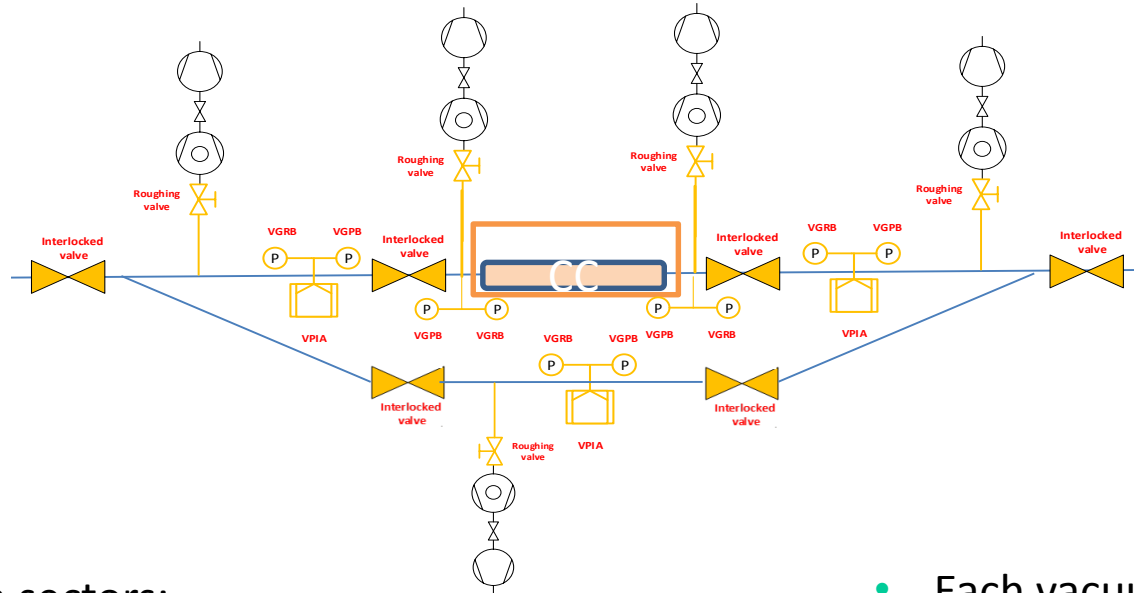 Roughing
valve
Roughing
valve
Roughing
valve
Roughing
valve
Interlocked
valve
VGRB VGPB
P P
VPIA
Interlocked
valve
CC
P P
VGPB VGRB
P P
VGPB VGRB
Interlocked
valve
VGRB VGPB
P P
VPIA
Interlocked
valve
Interlocked
valve
VGRB VGPB
P P
VPIA
Interlocked
valve
Roughing
valve
sectors:
• Each